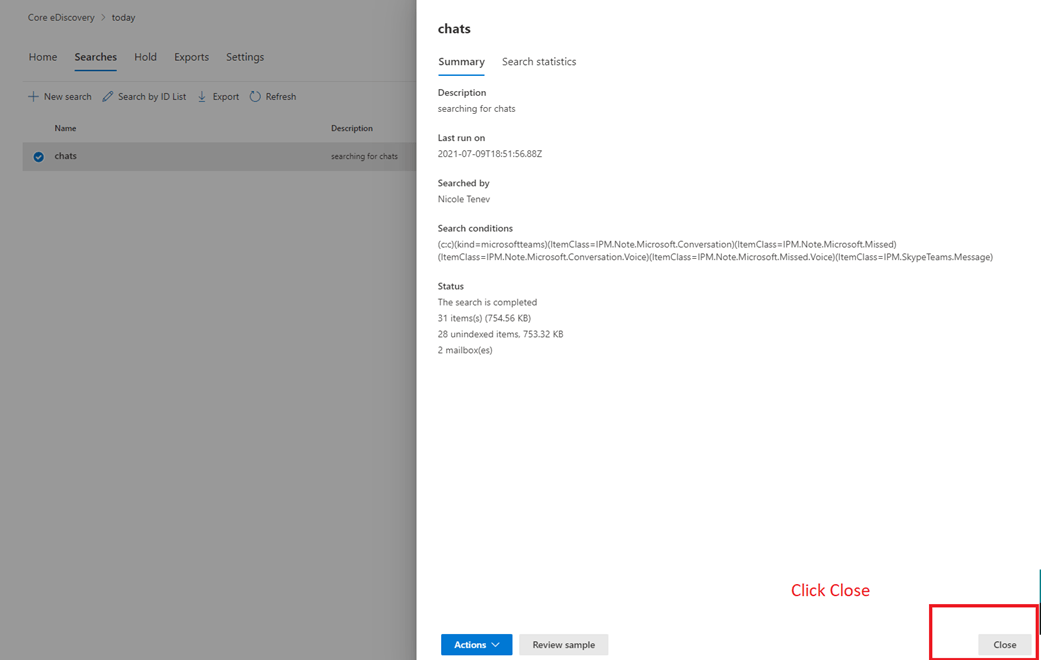 Core eDiscovery > today
Home Searches Hold Exports Settings
New search Search by ID List Export Refresh
Name Description
chats searching for chats
chats
Summary Search statistics
Description
searching for chats
Last run on
2021-07-09T18:51:56.88Z
Searched by
Nicole Tenev
Search conditions
(c:c)(kind=microsoftteams)(ItemClass=IPM.Note.Microsoft.Conversation)(ItemClass=IPM.Note.Microsoft.Missed)
(ItemClass=IPM.Note.Microsoft.Conversation.Voice)(ItemClass=IPM.Note.Microsoft.Missed.Voice)(ItemClass=IPM.SkypeTeams.Message)
Status
The search is completed
31 items(s) (754.56 KB)
28 unindexed items, 753.32 KB
2 mailbox(es)
Click Close
Actions Review sample Close